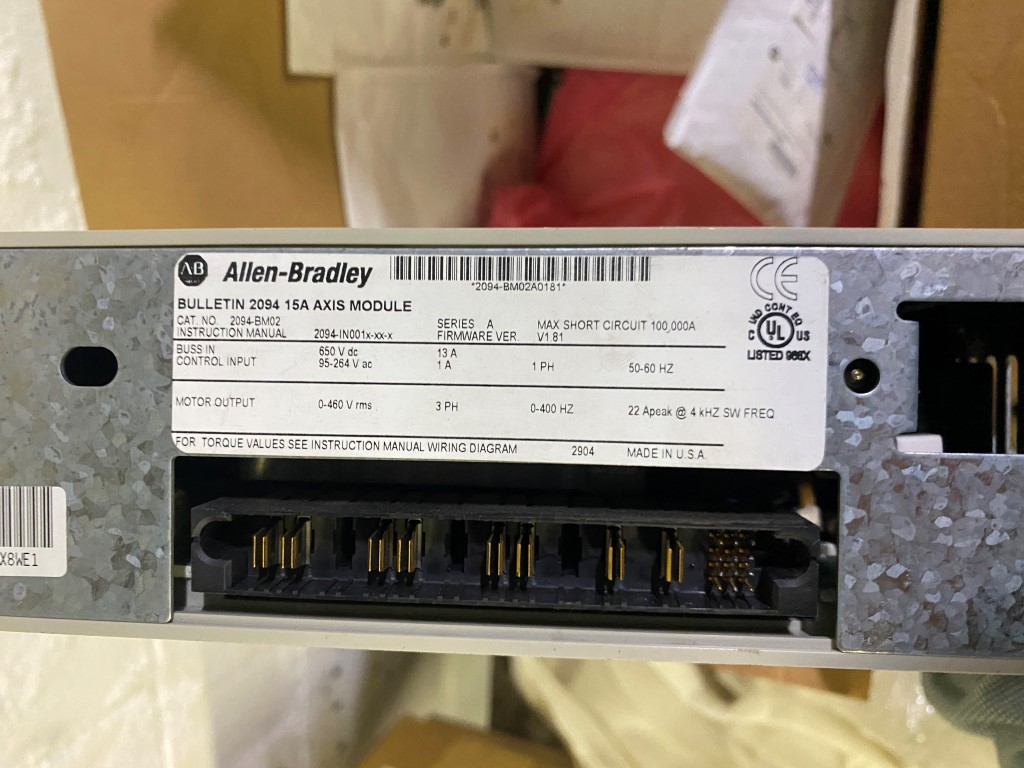 AB Allen-Bradley
*2094-BM02A0181*
BULLETIN 2094 15A AXIS MODULE
CAT. NO. 2094-BM02 SERIES A MAX SHORT CIRCUIT 100,000A
INSTRUCTION MANUAL 2094-IN001x-xx-x FIRMWARE VER. V1.81
BUSS IN 650 V dc 13 A
CONTROL INPUT 95-264 V ac 1 A 1 PH 50-60 HZ
MOTOR OUTPUT 0-460 V rms 3 PH 0-400 HZ 22 Apeak @ 4 kHZ SW FREQ
FOR TORQUE VALUES SEE INSTRUCTION MANUAL WIRING DIAGRAM 2904 MADE IN U.S.A.
CE
IND CONT EQ
C UL US
LISTED 966X
X8WE1